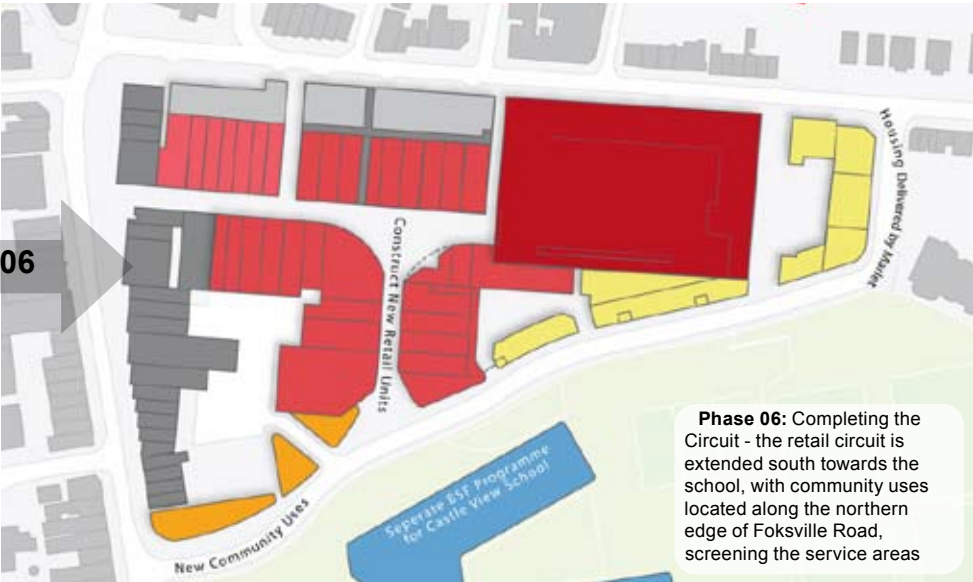 06
Housing Delivered by Marlet
Construct New Retail Units
Seperate BSF Programme
for Castle View School
New Community Uses
Phase 06: Completing the
Circuit - the retail circuit is
extended south towards the
school, with community uses
located along the northern
edge of Foksville Road,
screening the service areas